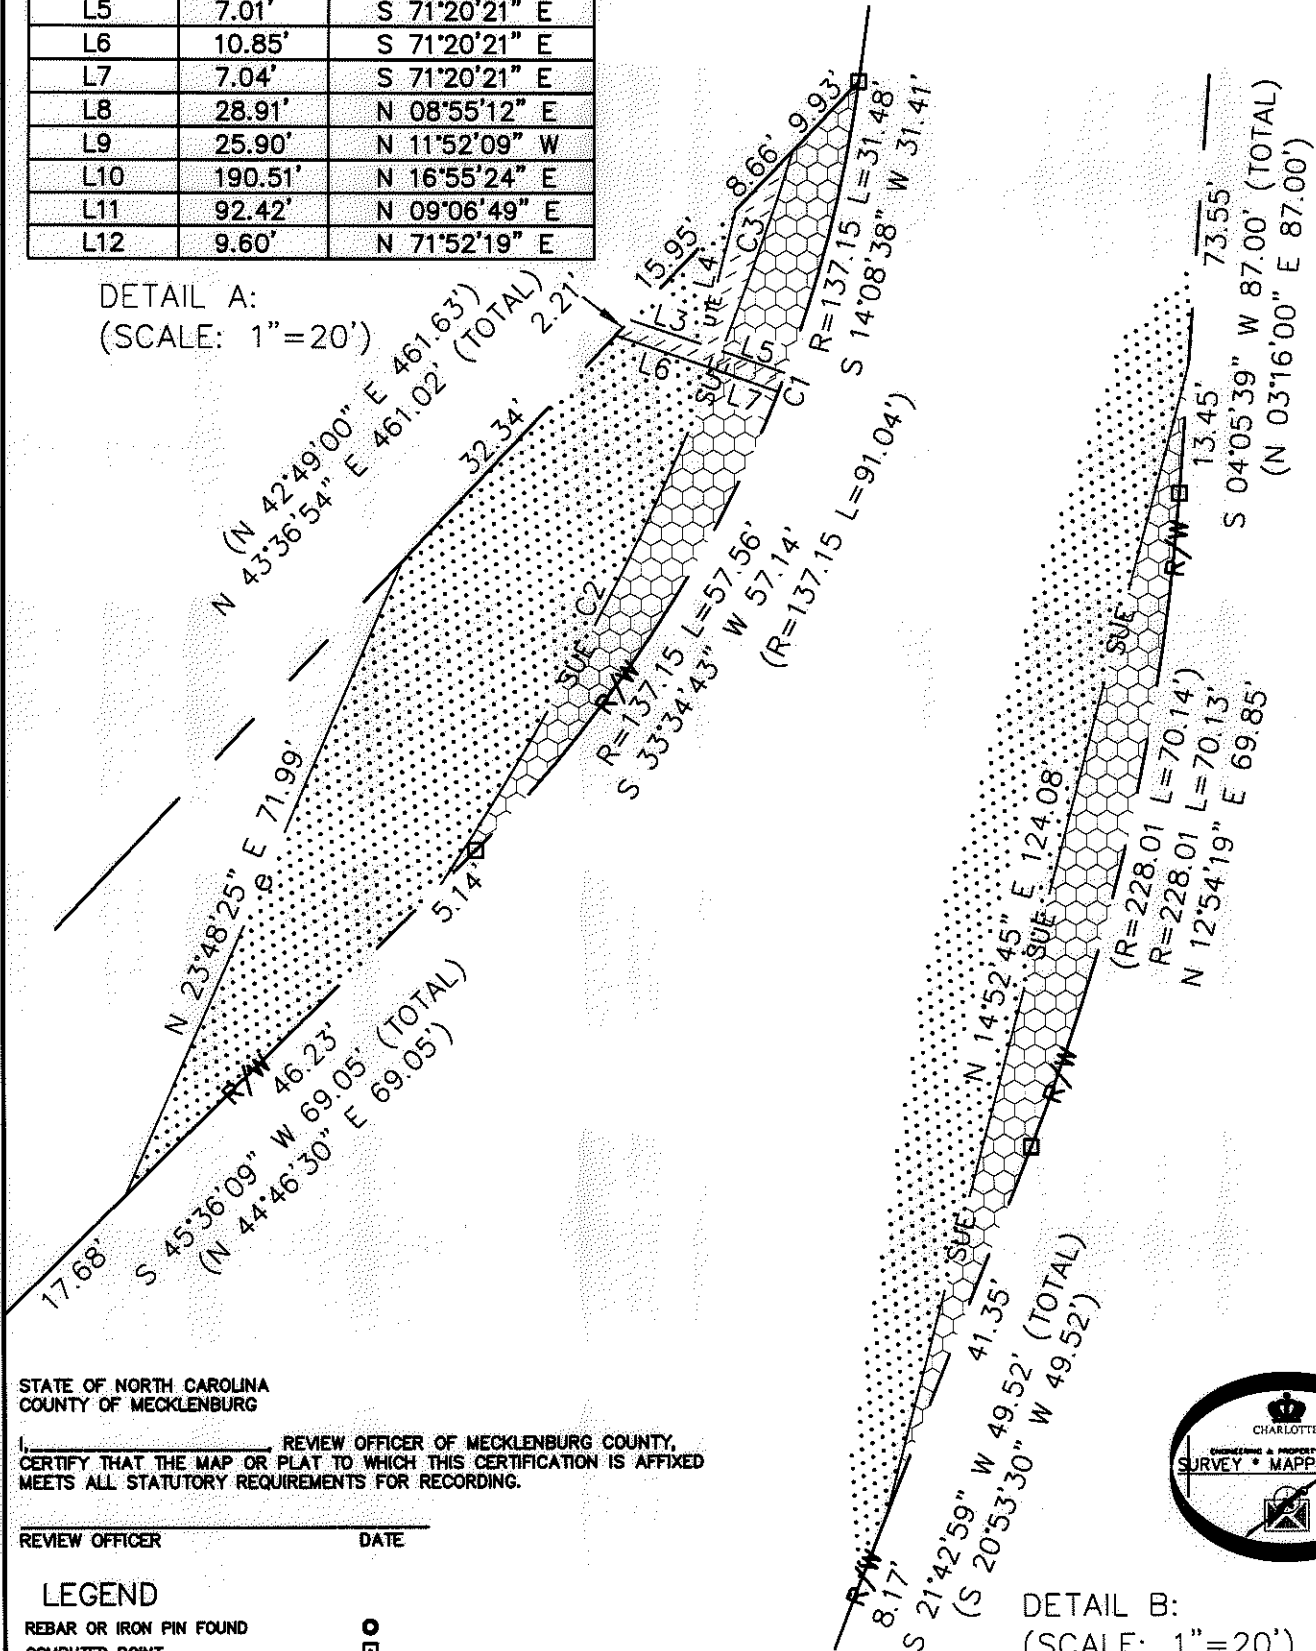 L5 7.01' S 71°20'21" E
L6 10.85' S 71°20'21" E
L7 7.04' S 71°20'21" E
L8 28.91' N 08°55'12" E
L9 25.90' N 11°52'09" W
L10 190.51' N 16°55'24" E
L11 92.42' N 09°06'49" E
L12 9.60' N 71°52'19" E
DETAIL A:
(SCALE: 1"=20')
(N 42°49'00" E 461.63')
N 43°36'54" E 461.02' (TOTAL)
2.21'
15.95'
8.66'
9.93'
L3
UTE
L4
C3
L5
L6
SUE
L7
C1
R=137.15 L=31.48'
S 14°08'38" W 31.41'
32.34'
SUE
C2
R/W
R=137.15 L=57.56'
S 33°34'43" W 57.14'
(R=137.15 L=91.04')
N 23°48'25" E 71.99'
5.14'
R/W
46.23'
S 45°36'09" W 69.05' (TOTAL)
(N 44°46'30" E 69.05')
17.68'
73.55'
13.45'
S 04°05'39" W 87.00' (TOTAL)
(N 03°16'00" E 87.00')
R/W
SUE
(R=228.01 L=70.14')
R=228.01 L=70.13'
N 12°54'19" E 69.85'
N 14°52'45" E 124.08'
SUE
R/W
SUE
41.35'
R/W
8.17'
S 21°42'59" W 49.52' (TOTAL)
(S 20°53'30" W 49.52')
DETAIL B:
(SCALE: 1"=20')
STATE OF NORTH CAROLINA
COUNTY OF MECKLENBURG
I, REVIEW OFFICER OF MECKLENBURG COUNTY,
CERTIFY THAT THE MAP OR PLAT TO WHICH THIS CERTIFICATION IS AFFIXED
MEETS ALL STATUTORY REQUIREMENTS FOR RECORDING.
REVIEW OFFICER DATE
LEGEND
REBAR OR IRON PIN FOUND
COMPUTED POINT
CHARLOTTE
ENGINEERING & PROPERT
SURVEY * MAPP